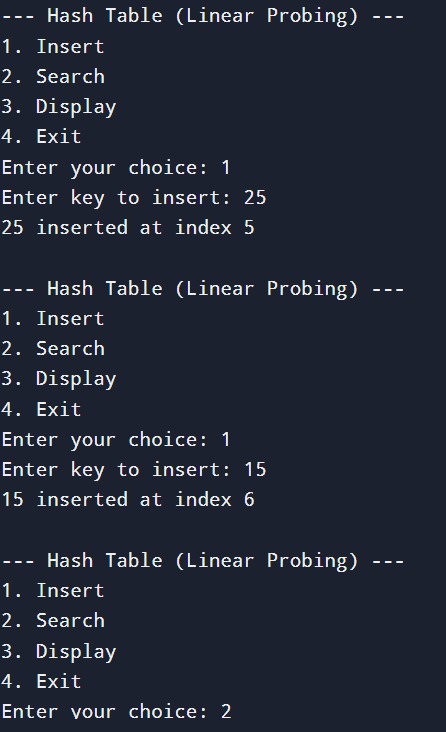 --- Hash Table (Linear Probing) ---
1. Insert
2. Search
3. Display
4. Exit
Enter your choice: 1
Enter key to insert: 25
25 inserted at index 5
--- Hash Table (Linear Probing) ---
1. Insert
2. Search
3. Display
4. Exit
Enter your choice: 1
Enter key to insert: 15
15 inserted at index 6
--- Hash Table (Linear Probing) ---
1. Insert
2. Search
3. Display
4. Exit
Enter your choice: 2